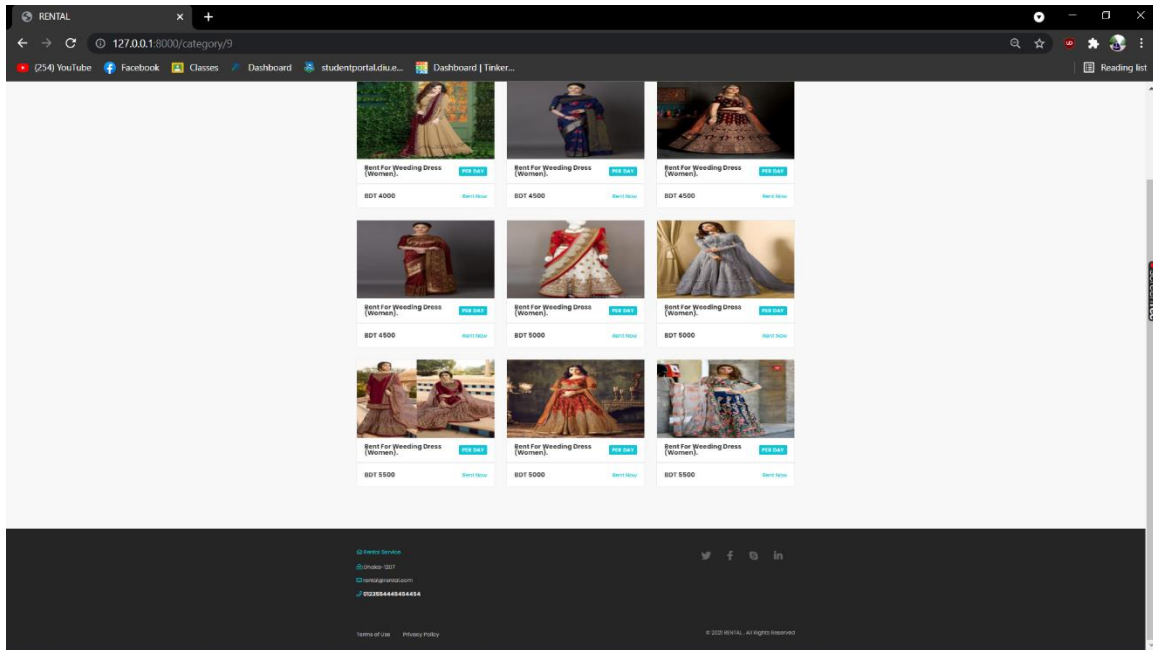 RENTAL
127.0.0.1:8000/category/9
(254) YouTube Facebook Classes Dashboard studentportal.diu.e... Dashboard | Tinker... Reading list
Rent For Weeding Dress (Women). PER DAY
BDT 4000 Rent Now
Rent For Weeding Dress (Women). PER DAY
BDT 4500 Rent Now
Rent For Weeding Dress (Women). PER DAY
BDT 4500 Rent Now
Rent For Weeding Dress (Women). PER DAY
BDT 4500 Rent Now
Rent For Weeding Dress (Women). PER DAY
BDT 5000 Rent Now
Rent For Weeding Dress (Women). PER DAY
BDT 5000 Rent Now
Rent For Weeding Dress (Women). PER DAY
BDT 5500 Rent Now
Rent For Weeding Dress (Women). PER DAY
BDT 5000 Rent Now
Rent For Weeding Dress (Women). PER DAY
BDT 5500 Rent Now
Rental Service
Dhaka-1207
rental@rental.com
Terms of Use Privacy Policy
© 2021 RENTAL. All Rights Reserved